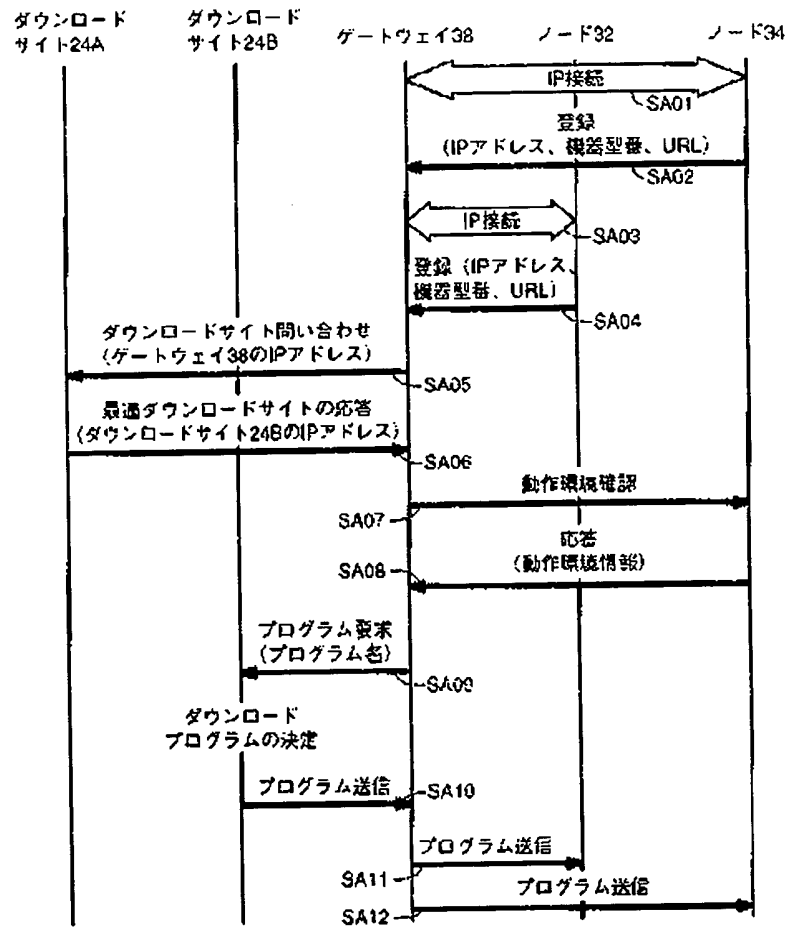 ダウンロード
サイト24A
ダウンロード
サイト24B
ゲートウェイ38
ノード32
ノード34
IP接続
SA01
登録
(IPアドレス、機器型番、URL)
SA02
IP接続
SA03
登録(IPアドレス、
機器型番、URL)
SA04
ダウンロードサイト問い合わせ
(ゲートウェイ38のIPアドレス)
SA05
最適ダウンロードサイトの応答
(ダウンロードサイト24BのIPアドレス)
SA06
動作環境確認
SA07
応答
(動作環境情報)
SA08
プログラム要求
(プログラム名)
SA09
ダウンロード
プログラムの決定
プログラム送信
SA10
プログラム送信
SA11
プログラム送信
SA12